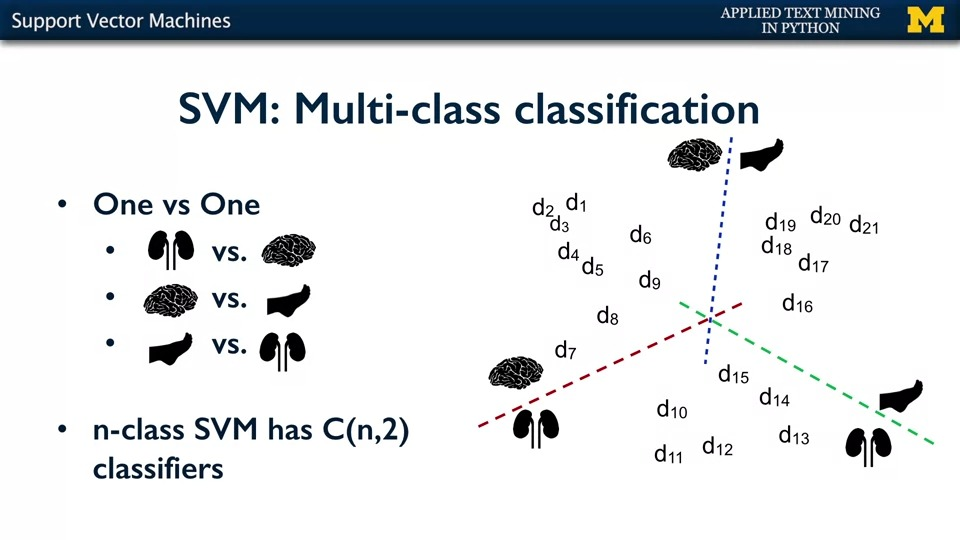 Support Vector Machines
APPLIED TEXT MINING
IN PYTHON
M
SVM: Multi-class classification
• One vs One
• vs.
• vs.
• vs.
• n-class SVM has C(n,2)
classifiers
d1
d2
d3
d4
d5
d6
d9
d8
d7
d19
d20
d21
d18
d17
d16
d15
d14
d10
d13
d12
d11